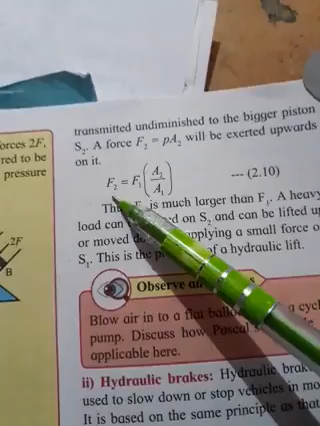 orces 2F,
red to be
pressure
2F
B
transmitted undiminished to the bigger piston
S₂. A force F₂ = pA₂ will be exerted upwards
on it.
F₂ = F₁(A₂/A₁) --- (2.10)
is much larger than F₁. A heavy
load can on S₂ and can be lifted up
or moved applying a small force o
S₁. This is the of a hydraulic lift.
Observe
Blow air in to a flat a cyc
pump. Discuss how Pascal's
applicable here.
ii) Hydraulic brakes: Hydraulic brak
used to slow down or stop vehicles in mo
It is based on the same principle as that